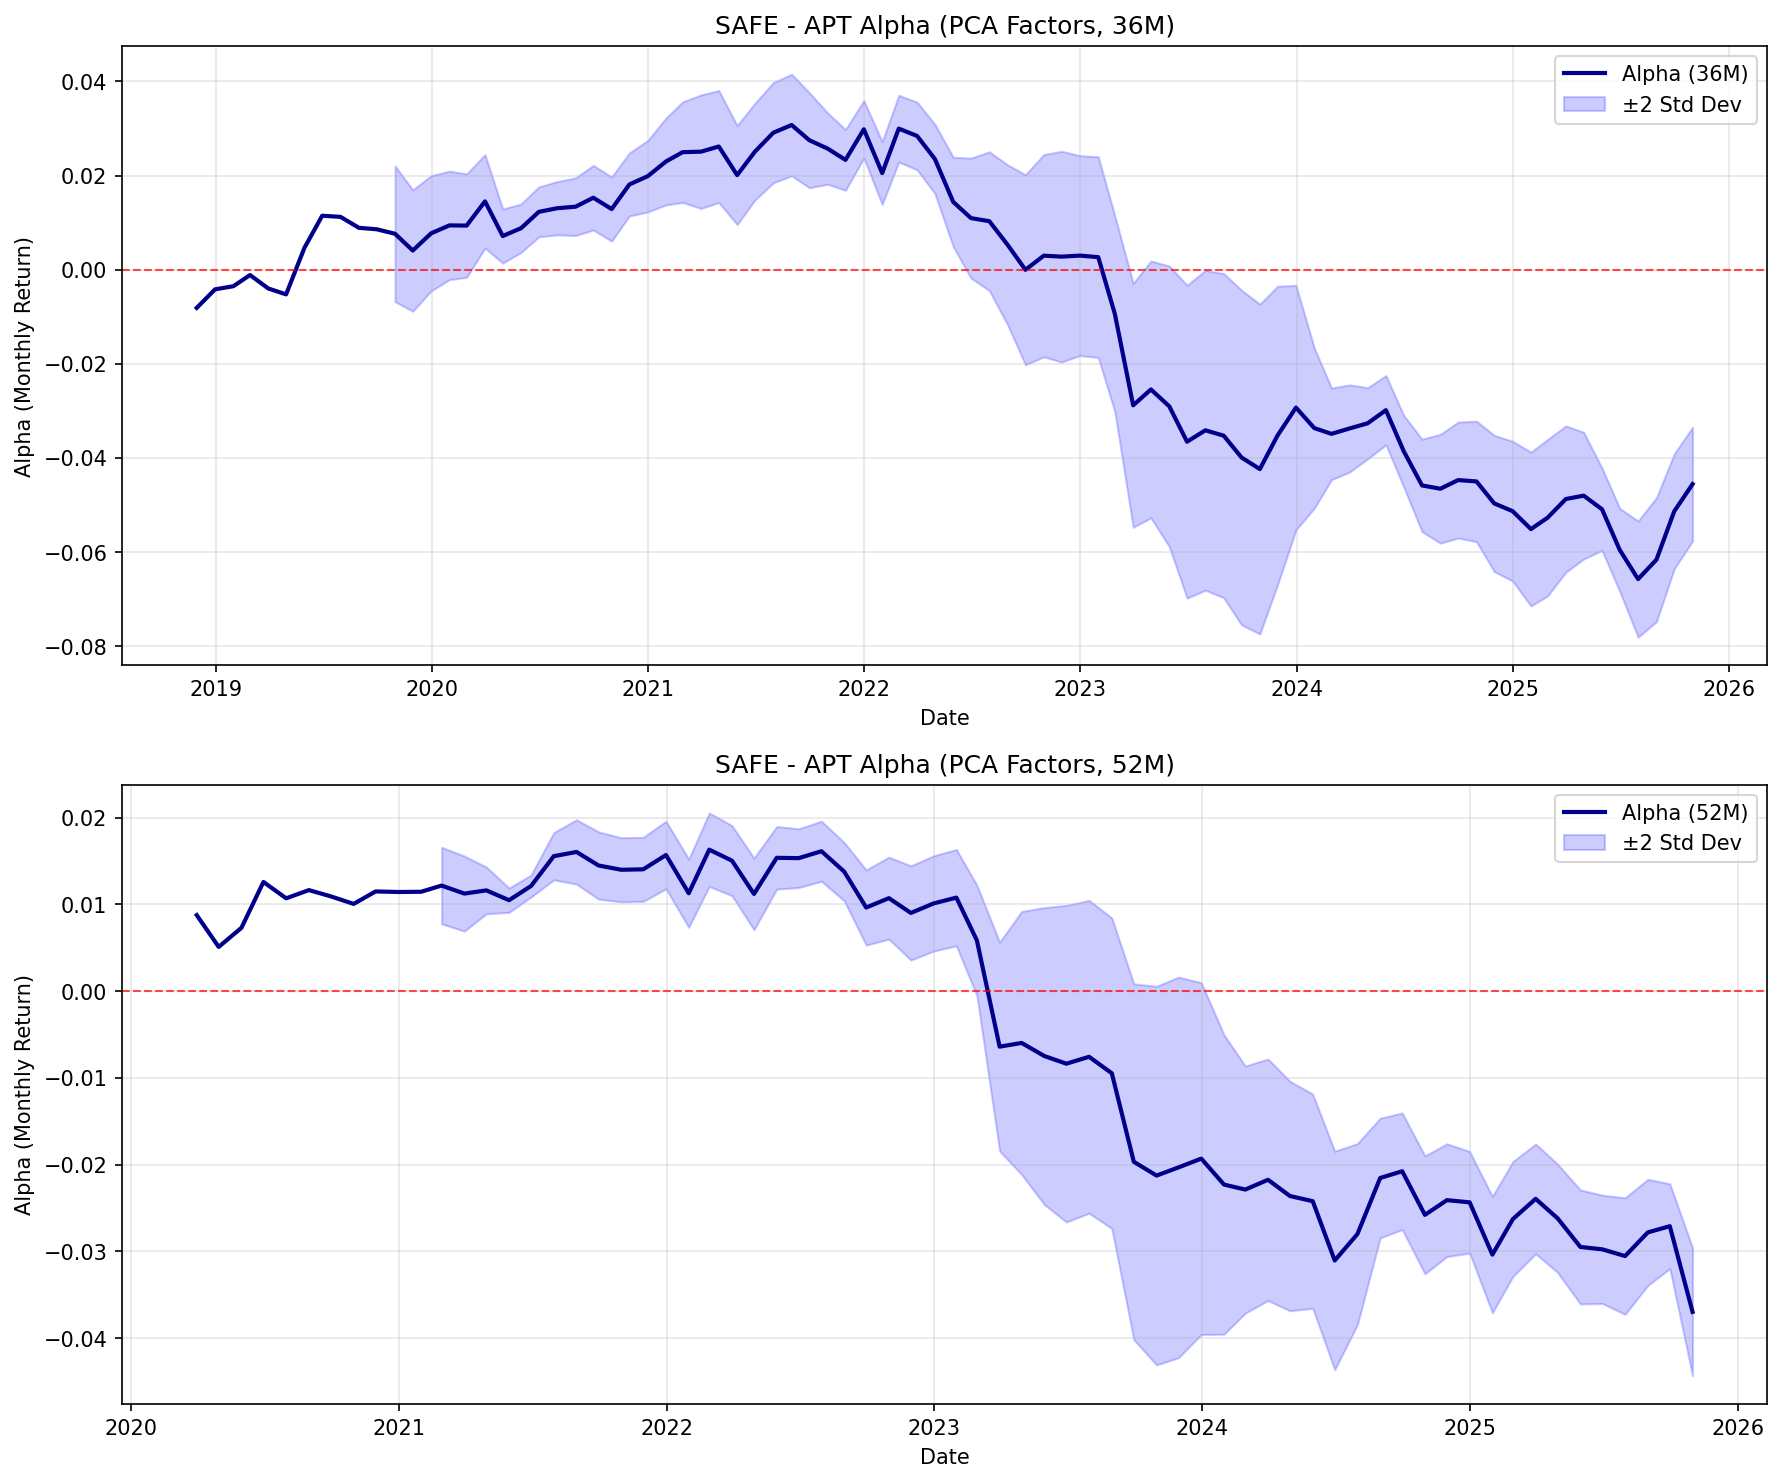 SAFE - APT Alpha (PCA Factors, 36M)
Alpha (Monthly Return)
0.04
0.02
0.00
−0.02
−0.04
−0.06
−0.08
Alpha (36M)
±2 Std Dev
2019 2020 2021 2022 2023 2024 2025 2026
Date
SAFE - APT Alpha (PCA Factors, 52M)
Alpha (Monthly Return)
0.02
0.01
0.00
−0.01
−0.02
−0.03
−0.04
Alpha (52M)
±2 Std Dev
2020 2021 2022 2023 2024 2025 2026
Date